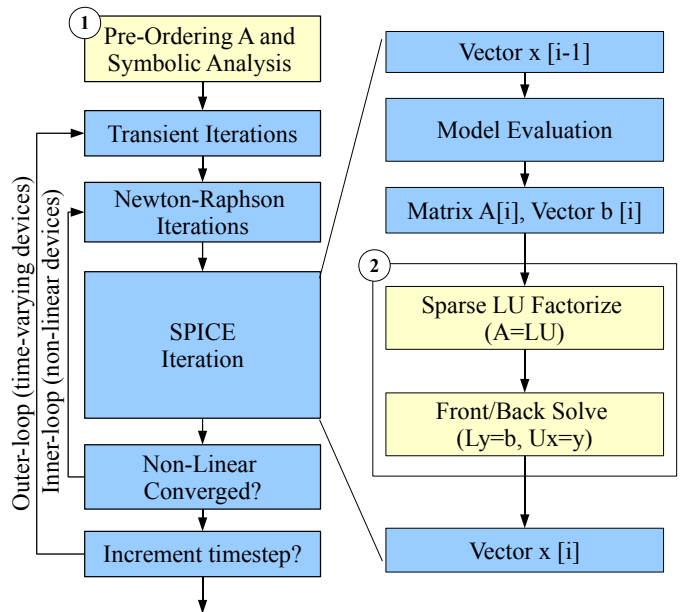 1
Pre-Ordering A and
Symbolic Analysis
Transient Iterations
Newton-Raphson
Iterations
SPICE
Iteration
Non-Linear
Converged?
Increment timestep?
Outer-loop (time-varying devices)
Inner-loop (non-linear devices)
Vector x [i-1]
Model Evaluation
Matrix A[i], Vector b [i]
2
Sparse LU Factorize
(A=LU)
Front/Back Solve
(Ly=b, Ux=y)
Vector x [i]